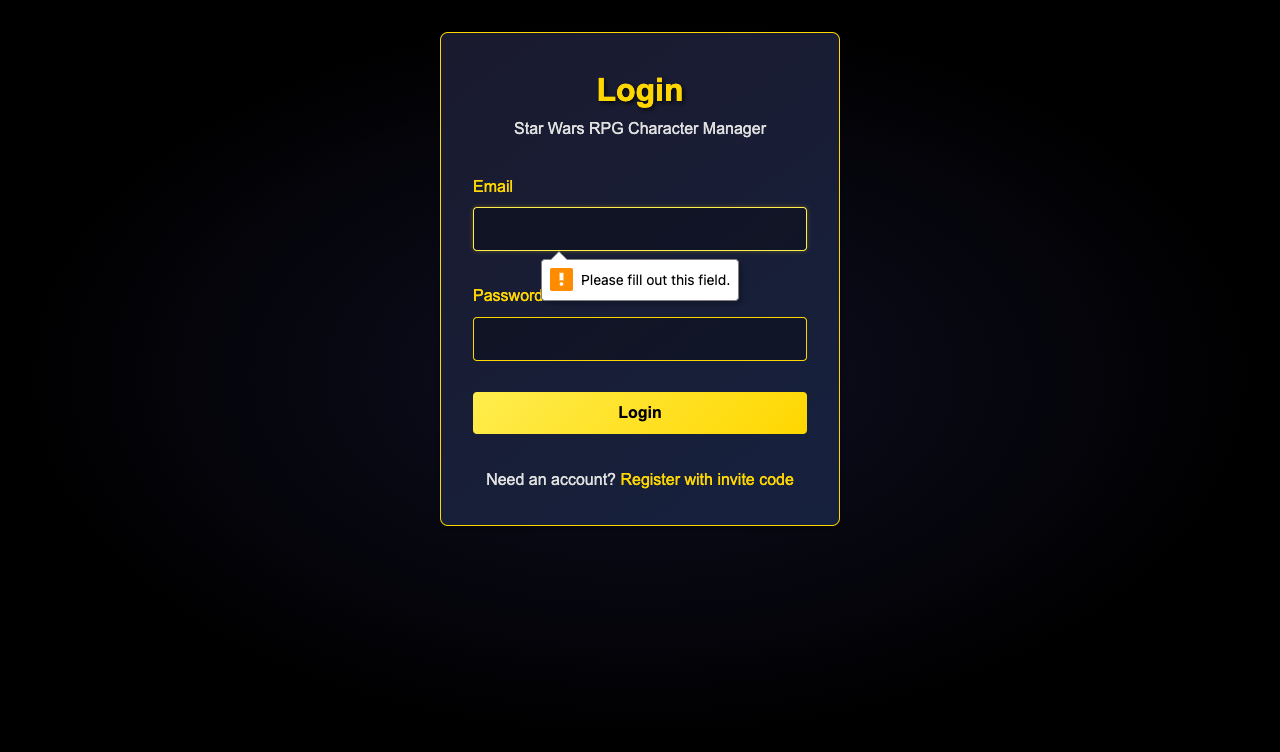 Login
Star Wars RPG Character Manager
Email
Please fill out this field.
Password
Login
Need an account? Register with invite code